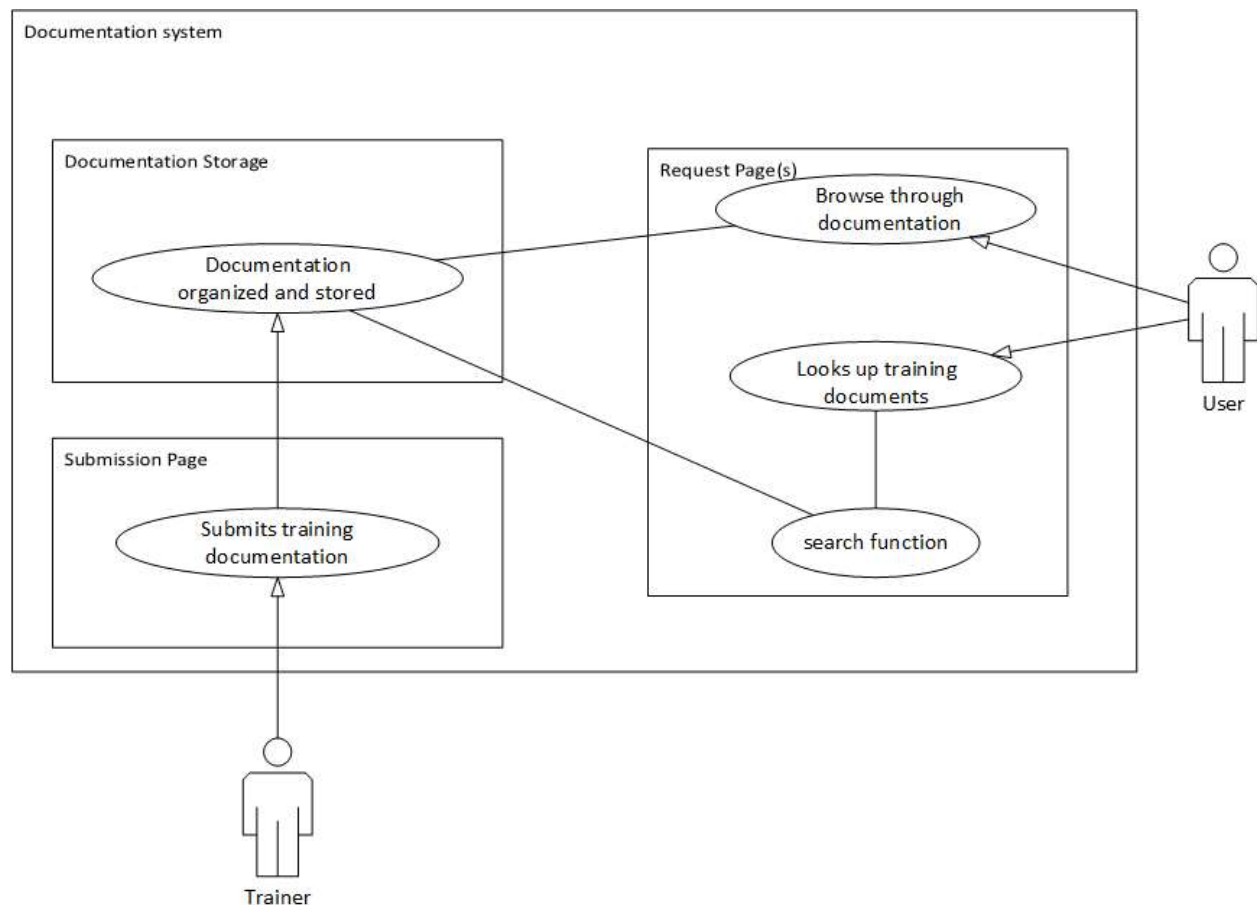 Documentation system
Documentation Storage
Request Page(s)
Browse through
documentation
Documentation
organized and stored
Looks up training
documents
User
Submission Page
Submits training
documentation
search function
Trainer